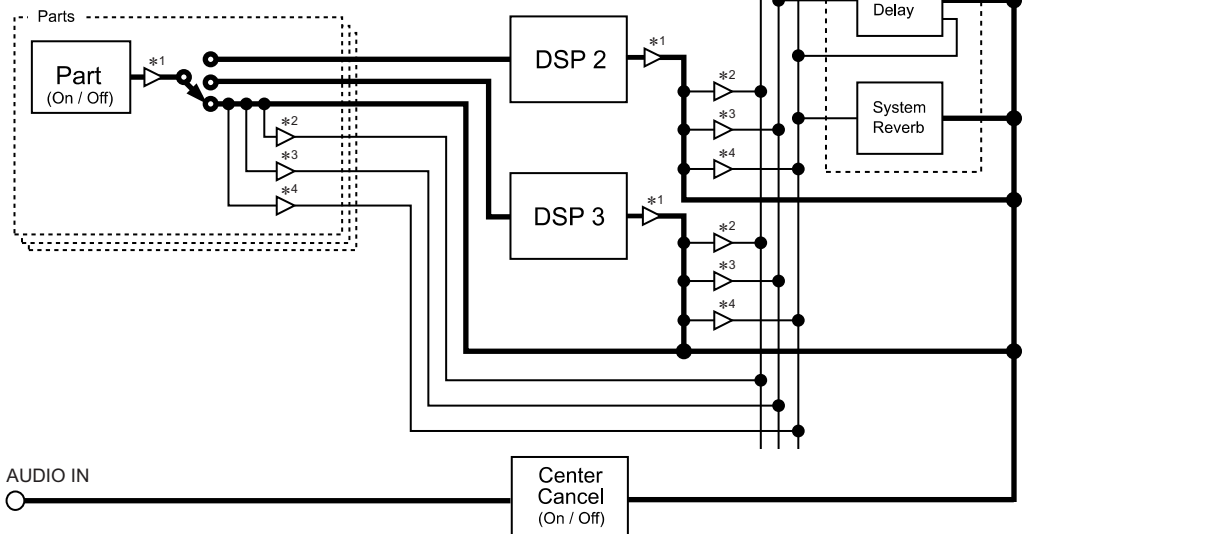 Parts
Part
(On / Off)
*1
*2
*3
*4
DSP 2
*1
*2
*3
*4
DSP 3
*1
*2
*3
*4
Delay
System
Reverb
AUDIO IN
Center
Cancel
(On / Off)